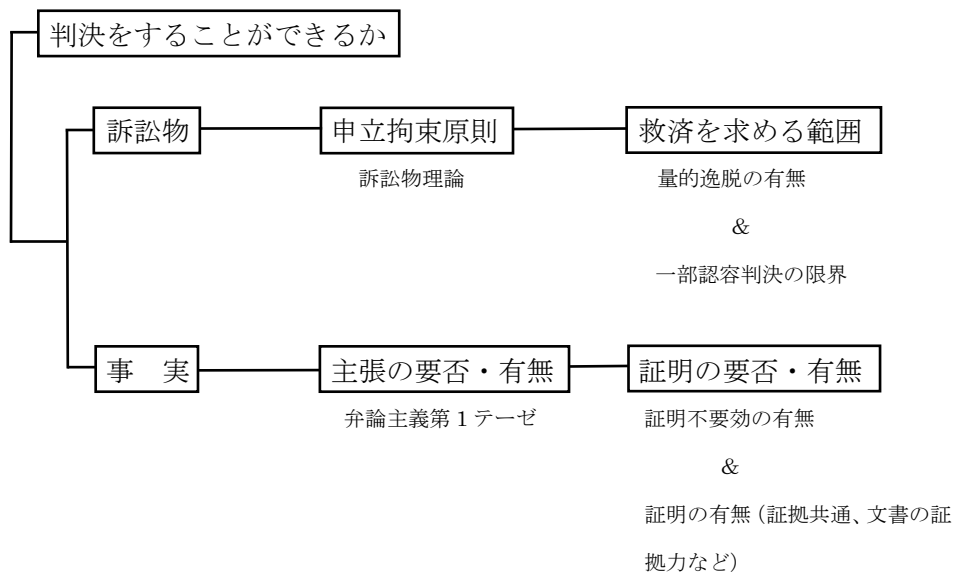 判決をすることができるか
訴訟物
申立拘束原則
救済を求める範囲
訴訟物理論
量的逸脱の有無
&
一部認容判決の限界
事　実
主張の要否・有無
証明の要否・有無
弁論主義第1テーゼ
証明不要効の有無
&
証明の有無(証拠共通、文書の証
拠力など)